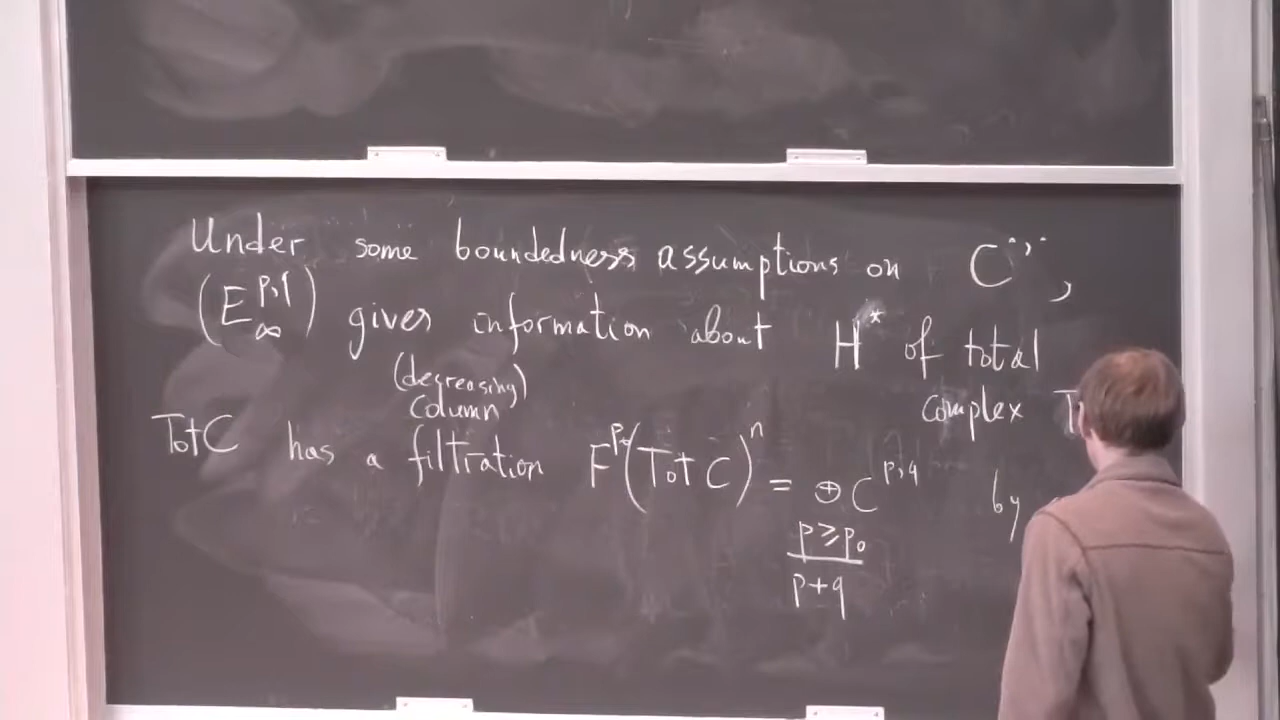 Under some boundedness assumptions on C^{·,·},
(E_∞^{p,q}) gives information about H^* of total
complex T
(decreasing)
column
Tot C has a filtration F^{p_0}(Tot C)^n = ⊕ C^{p,q} by
p ≥ p_0
p+q